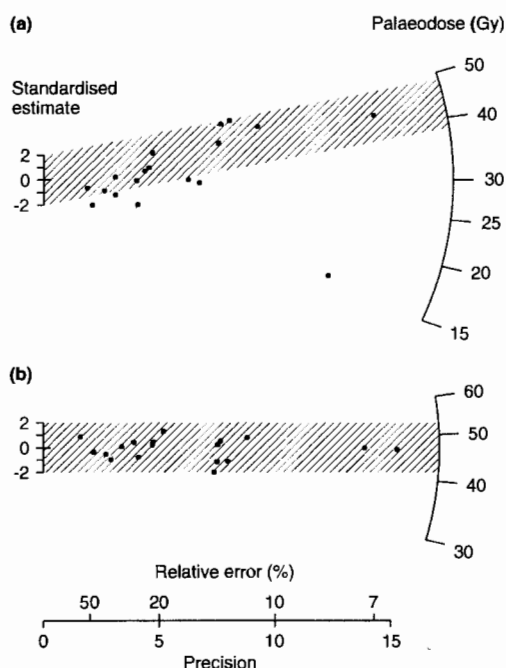 (a)
Palaeodose (Gy)
50
Standardised
estimate
40
2
0
-2
30
25
20
15
(b)
60
2
0
-2
50
40
30
Relative error (%)
50 20 10 7
0 5 10 15
Precision